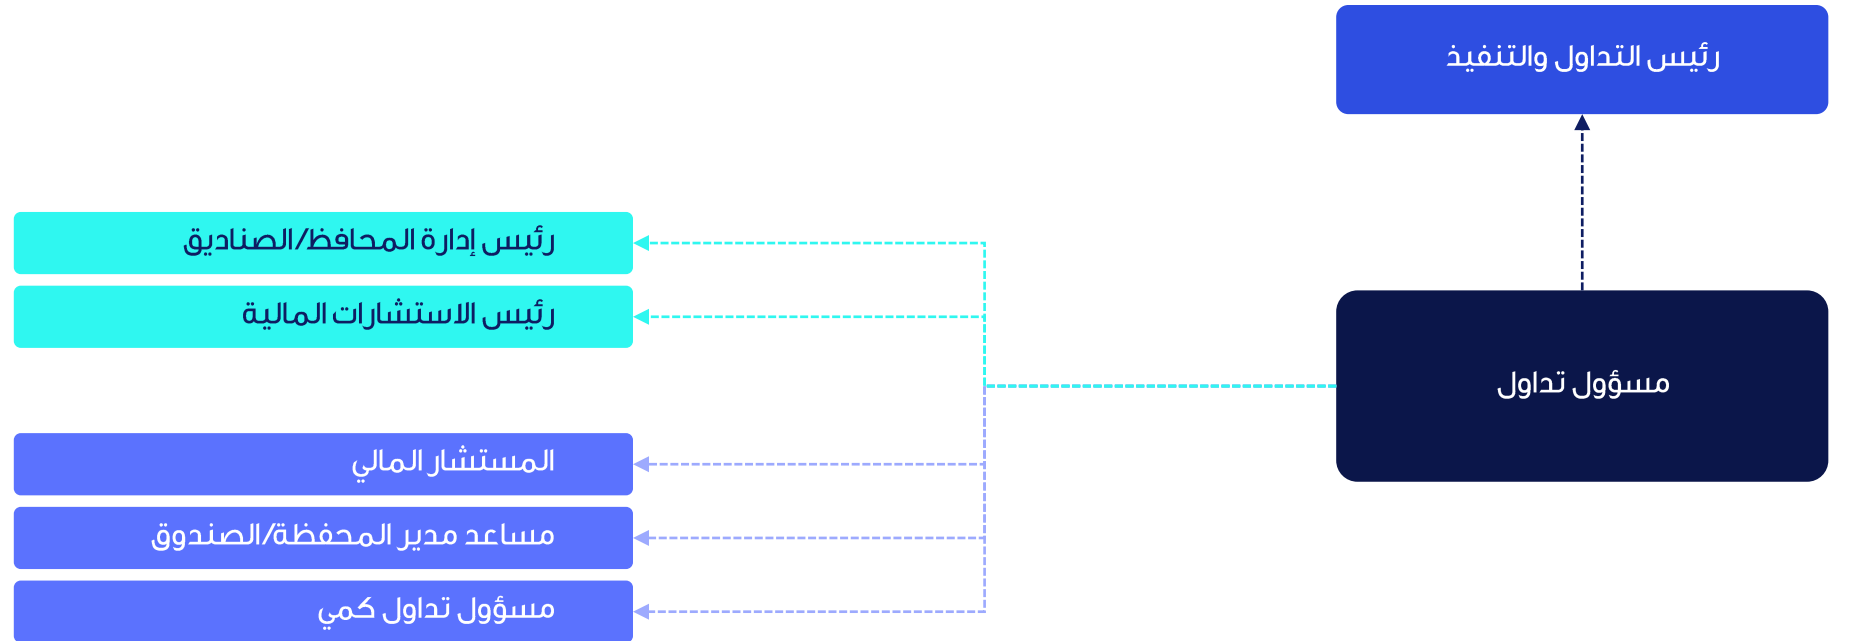 رئيس التداول والتنفيذ
مسؤول تداول
رئيس إدارة المحافظ/الصناديق
رئيس الاستشارات المالية
المستشار المالي
مساعد مدير المحفظة/الصندوق
مسؤول تداول كمي